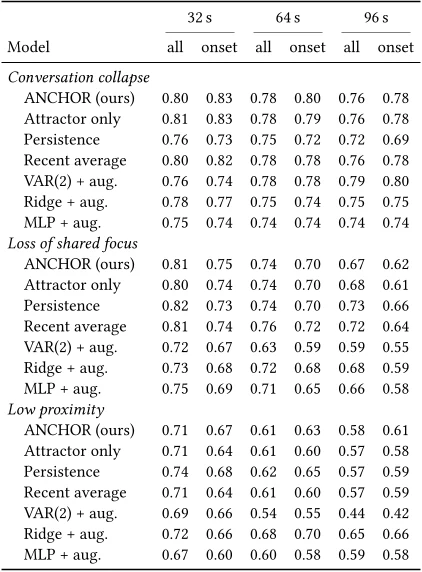 32 s 64 s 96 s
Model all onset all onset all onset
Conversation collapse
ANCHOR (ours) 0.80 0.83 0.78 0.80 0.76 0.78
Attractor only 0.81 0.83 0.78 0.79 0.76 0.78
Persistence 0.76 0.73 0.75 0.72 0.72 0.69
Recent average 0.80 0.82 0.78 0.78 0.76 0.78
VAR(2) + aug. 0.76 0.74 0.78 0.78 0.79 0.80
Ridge + aug. 0.78 0.77 0.75 0.74 0.75 0.75
MLP + aug. 0.75 0.74 0.74 0.74 0.74 0.74
Loss of shared focus
ANCHOR (ours) 0.81 0.75 0.74 0.70 0.67 0.62
Attractor only 0.80 0.74 0.74 0.70 0.68 0.61
Persistence 0.82 0.73 0.74 0.70 0.73 0.66
Recent average 0.81 0.74 0.76 0.72 0.72 0.64
VAR(2) + aug. 0.72 0.67 0.63 0.59 0.59 0.55
Ridge + aug. 0.73 0.68 0.72 0.68 0.68 0.59
MLP + aug. 0.75 0.69 0.71 0.65 0.66 0.58
Low proximity
ANCHOR (ours) 0.71 0.67 0.61 0.63 0.58 0.61
Attractor only 0.71 0.64 0.61 0.60 0.57 0.58
Persistence 0.74 0.68 0.62 0.65 0.57 0.59
Recent average 0.71 0.64 0.61 0.60 0.57 0.59
VAR(2) + aug. 0.69 0.66 0.54 0.55 0.44 0.42
Ridge + aug. 0.72 0.66 0.68 0.70 0.65 0.66
MLP + aug. 0.67 0.60 0.60 0.58 0.59 0.58